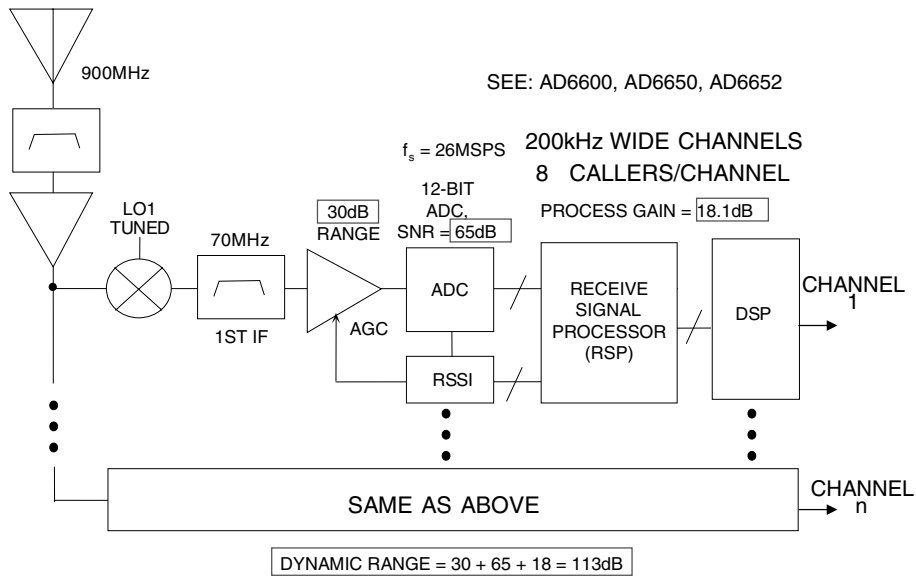 900MHz
SEE: AD6600, AD6650, AD6652
f_s = 26MSPS
200kHz WIDE CHANNELS
8 CALLERS/CHANNEL
LO1
TUNED
30dB
RANGE
12-BIT
ADC,
SNR = 65dB
PROCESS GAIN = 18.1dB
70MHz
1ST IF
AGC
ADC
RSSI
RECEIVE
SIGNAL
PROCESSOR
(RSP)
DSP
CHANNEL
1
SAME AS ABOVE
CHANNEL
n
DYNAMIC RANGE = 30 + 65 + 18 = 113dB